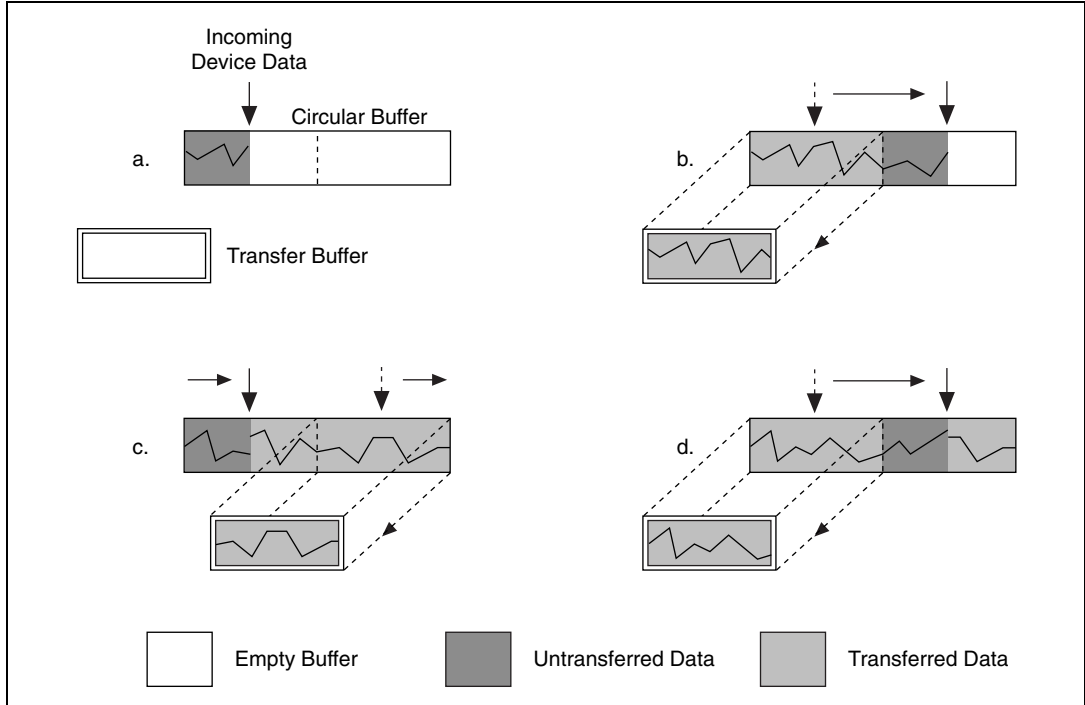 Incoming
Device Data
Circular Buffer
a.
b.
Transfer Buffer
c.
d.
Empty Buffer
Untransferred Data
Transferred Data